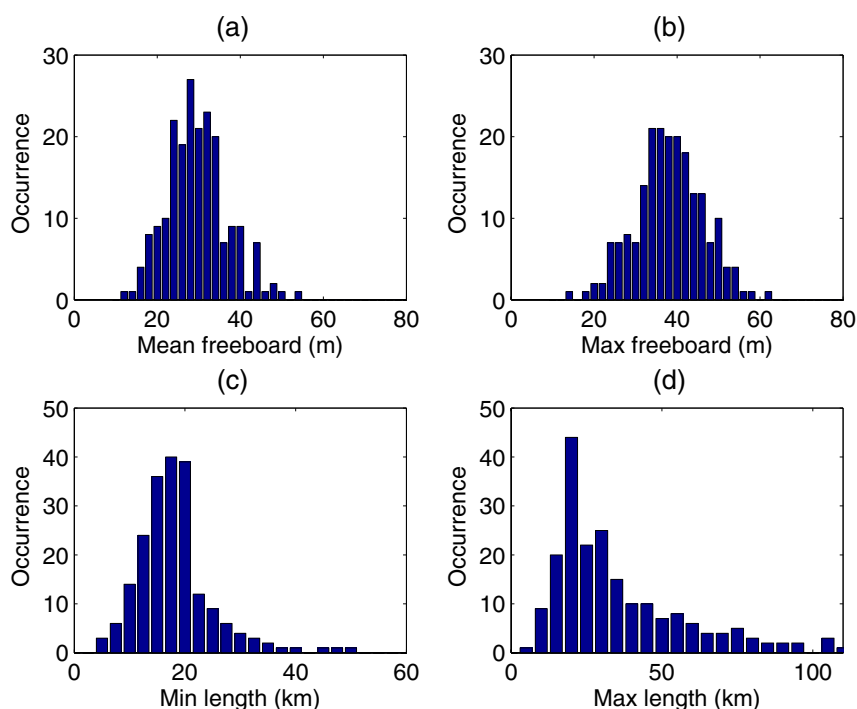 (a)
30
20
10
0
Occurrence
0 20 40 60 80
Mean freeboard (m)
(b)
30
20
10
0
Occurrence
0 20 40 60 80
Max freeboard (m)
(c)
50
40
30
20
10
0
Occurrence
0 20 40 60
Min length (km)
(d)
50
40
30
20
10
0
Occurrence
0 50 100
Max length (km)